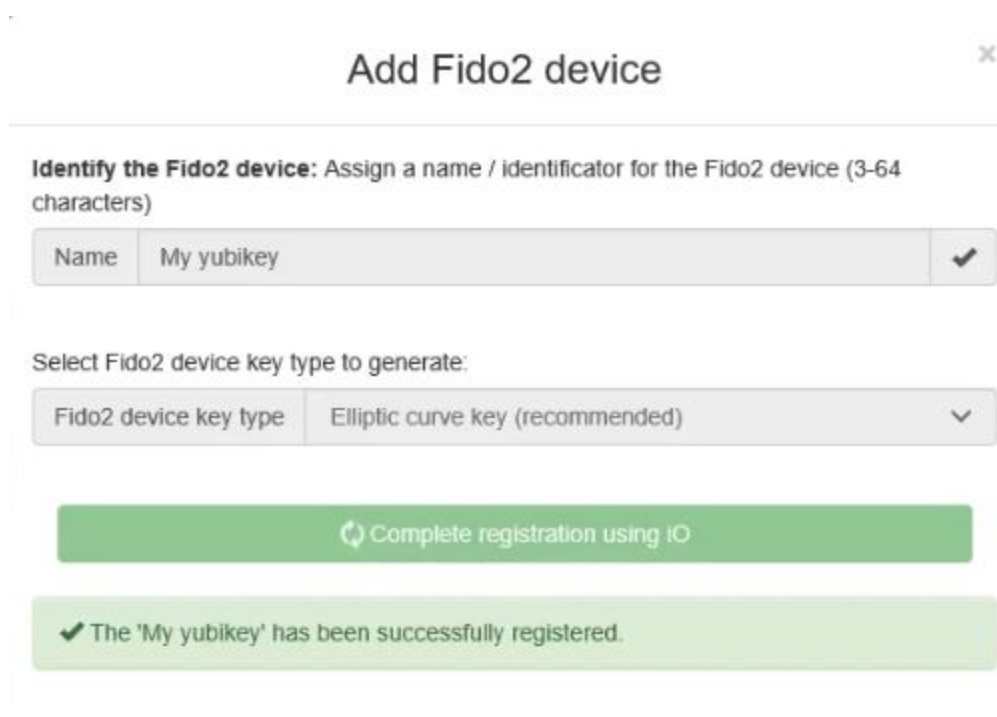 Add Fido2 device
Identify the Fido2 device: Assign a name / identificator for the Fido2 device (3-64
characters)
Name My yubikey
Select Fido2 device key type to generate:
Fido2 device key type Elliptic curve key (recommended)
Complete registration using iO
The 'My yubikey' has been successfully registered.